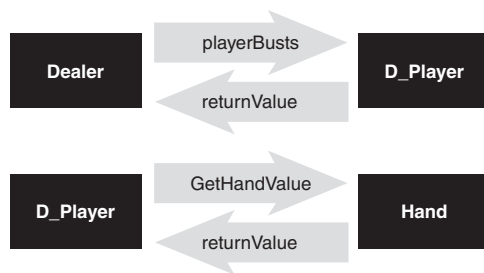 playerBusts
Dealer
D_Player
returnValue
GetHandValue
D_Player
Hand
returnValue